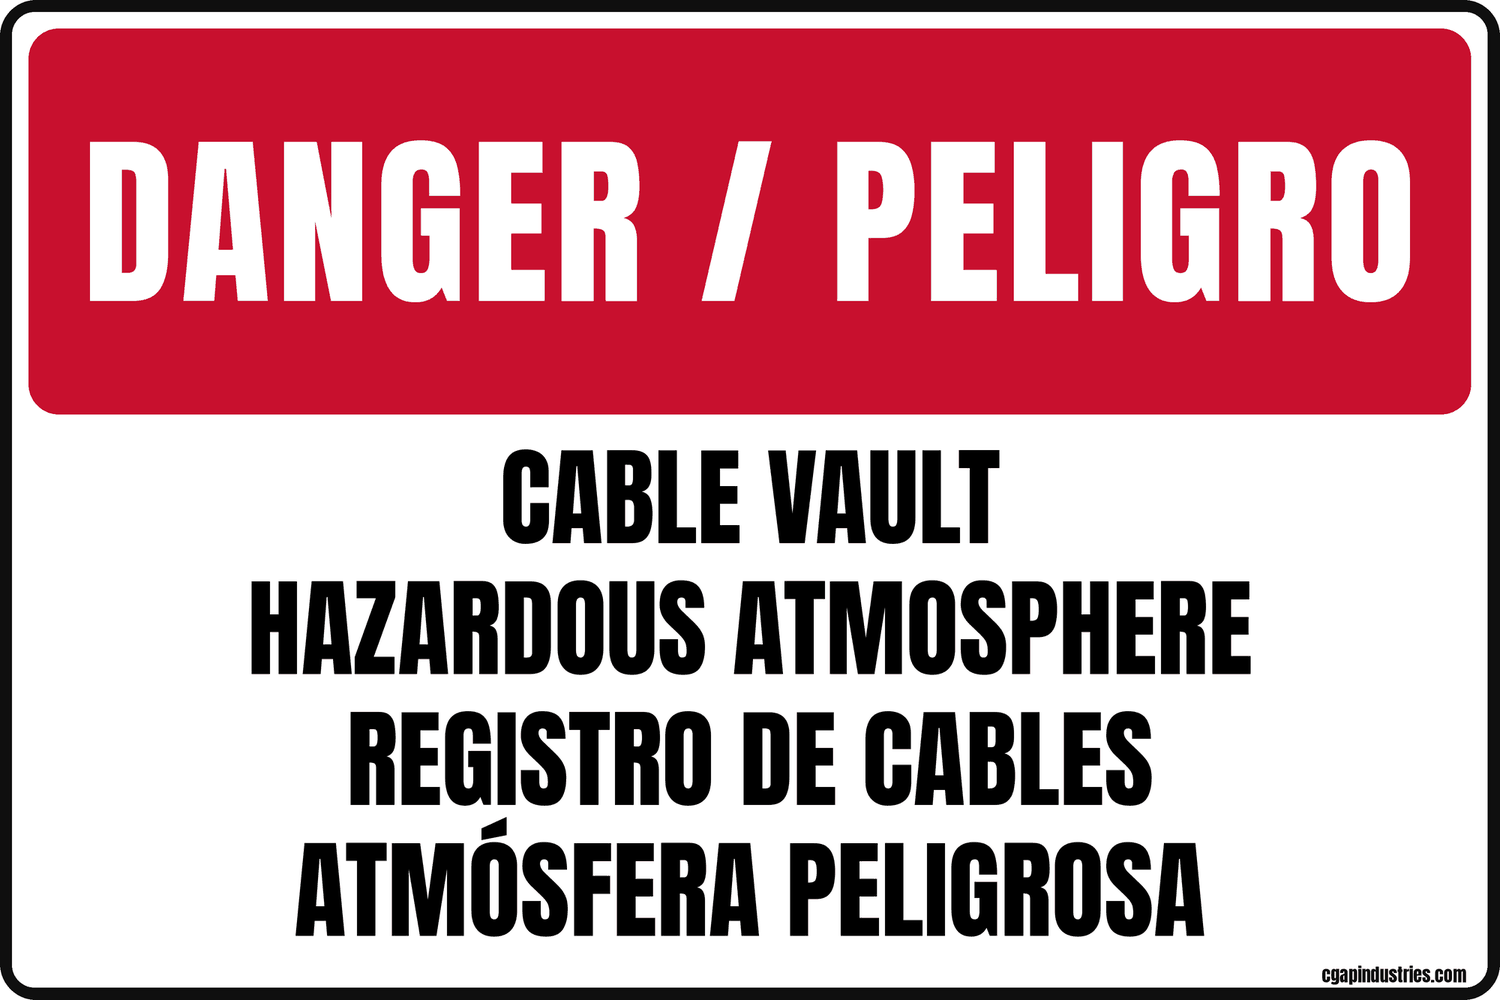 DANGER / PELIGRO
CABLE VAULT
HAZARDOUS ATMOSPHERE
REGISTRO DE CABLES
ATMÓSFERA PELIGROSA
cgapindustries.com